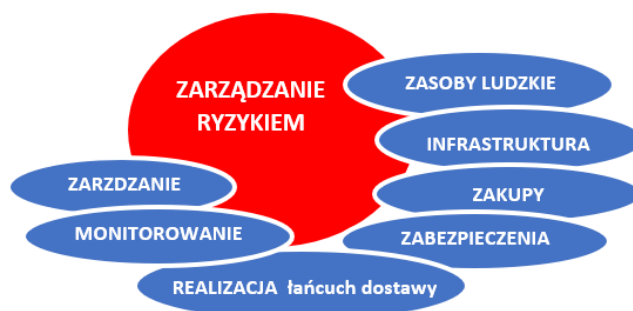 ZARZĄDZANIE
RYZYKIEM
ZASOBY LUDZKIE
INFRASTRUKTURA
ZAKUPY
ZABEZPIECZENIA
REALIZACJA łańcuch dostawy
MONITOROWANIE
ZARZDZANIE